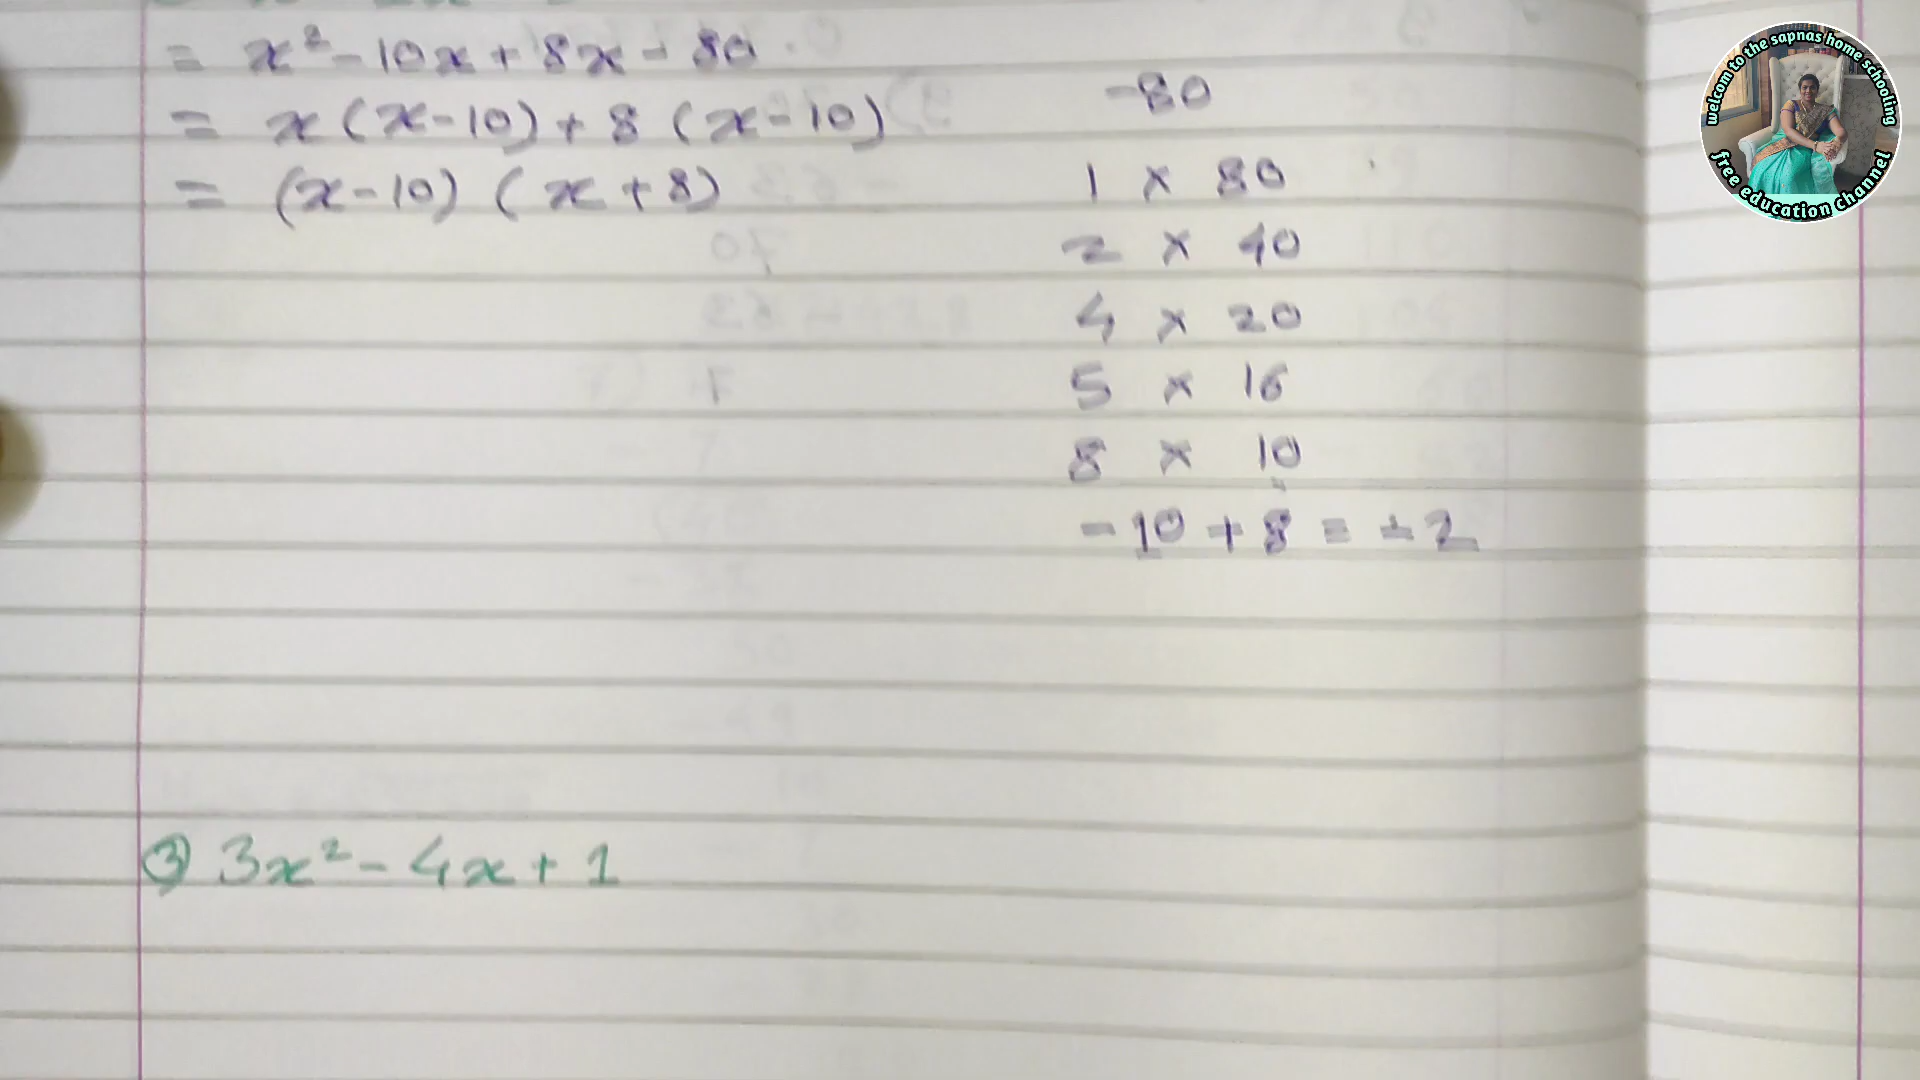 = x² - 10x + 8x - 80
= x (x - 10) + 8 (x - 10)
= (x - 10) (x + 8)
-80
1 × 80
2 × 40
4 × 20
5 × 16
8 × 10
- 10 + 8 = - 2
③ 3x² - 4x + 1
welcom to the sapnas home schooling
free education channel